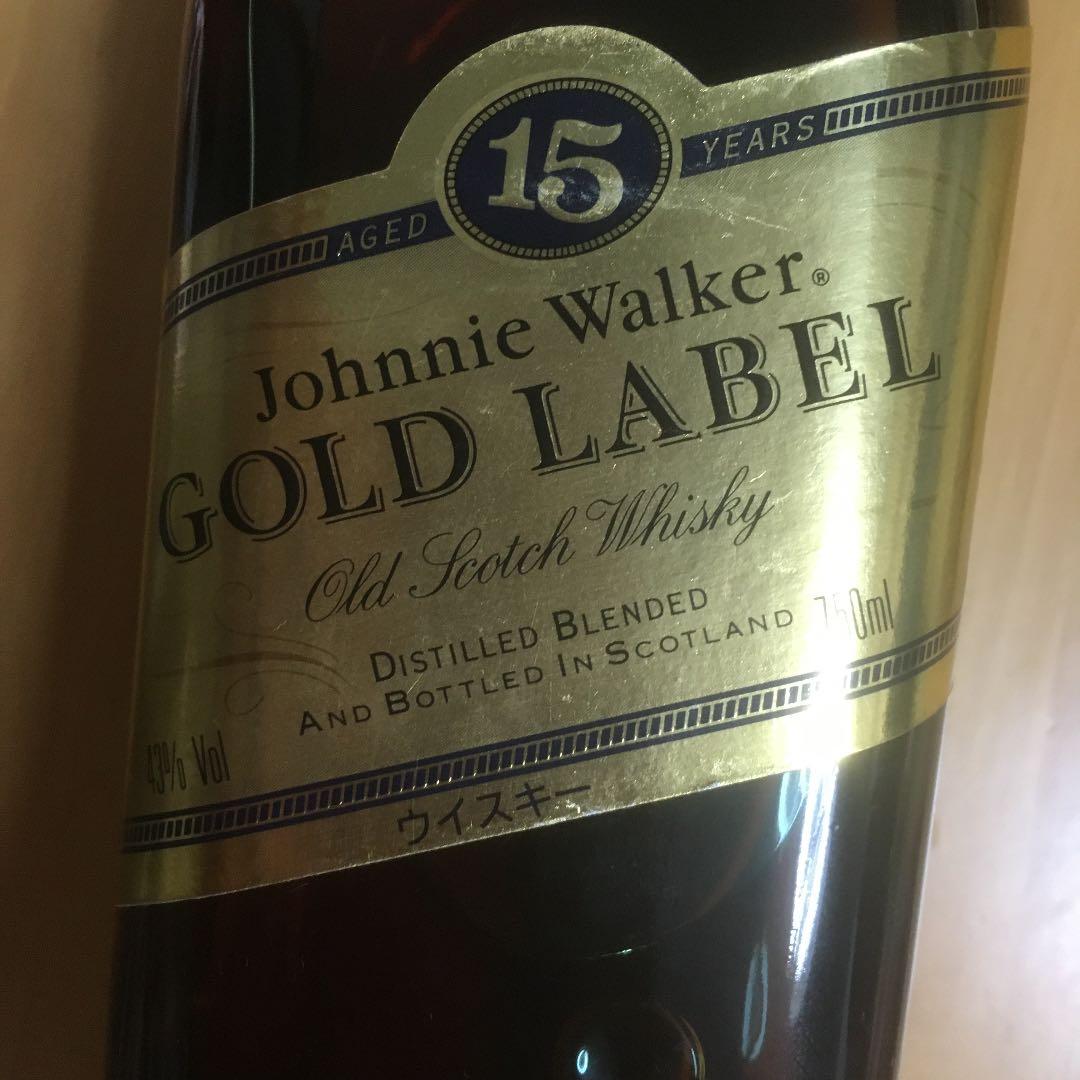 AGED 15 YEARS
Johnnie Walker®
GOLD LABEL
Old Scotch Whisky
DISTILLED BLENDED
AND BOTTLED IN SCOTLAND
750ml
43% Vol
ウイスキー